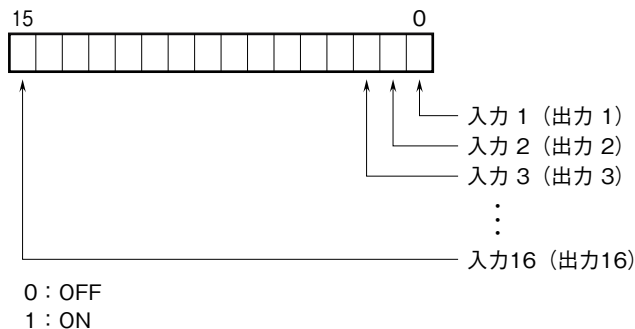 15 0
入力 1（出力 1）
入力 2（出力 2）
入力 3（出力 3）
⋮
入力16（出力16）
0：OFF
1：ON